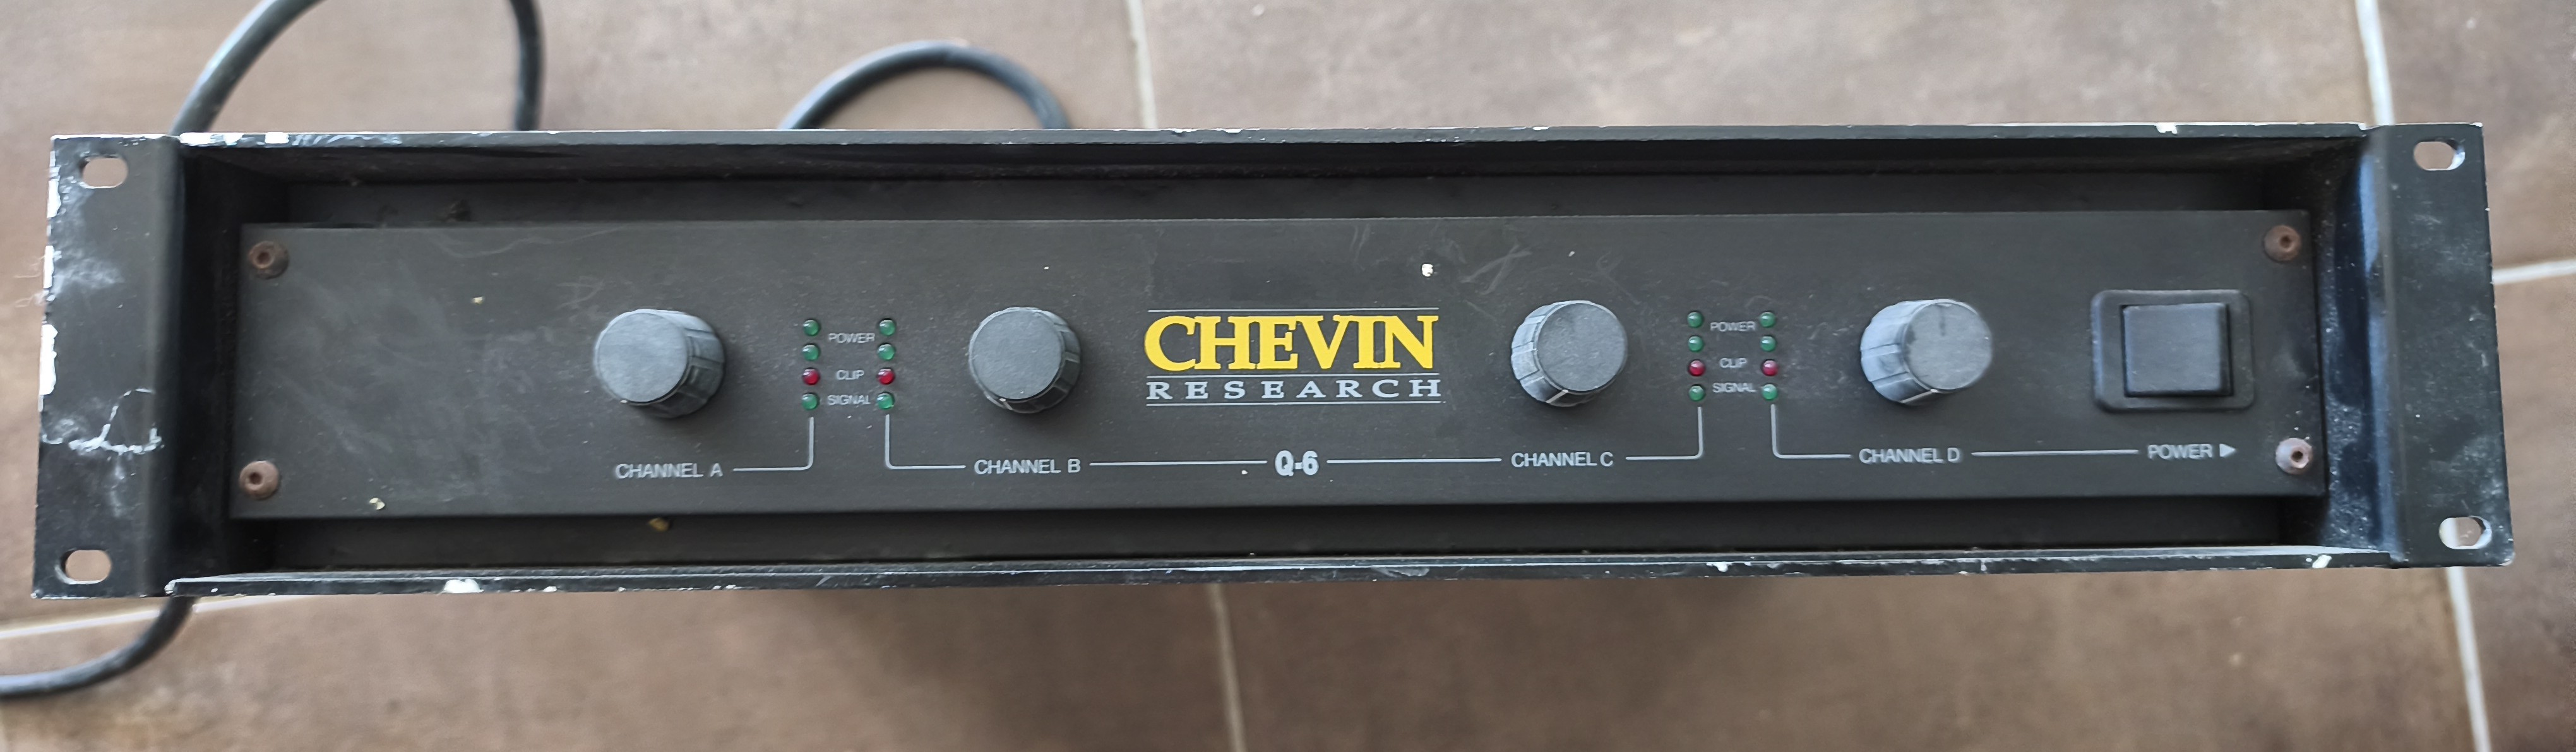 CHEVIN
RESEARCH
POWER
CLIP
SIGNAL
POWER
CLIP
SIGNAL
CHANNEL A
CHANNEL B
Q-6
CHANNEL C
CHANNEL D
POWER ▶